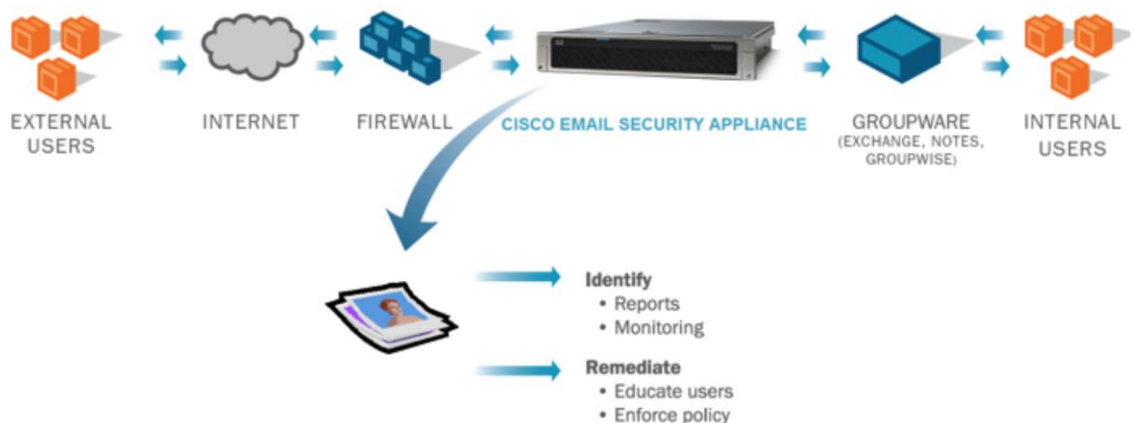 EXTERNAL
USERS
INTERNET
FIREWALL
CISCO EMAIL SECURITY APPLIANCE
GROUPWARE
(EXCHANGE, NOTES,
GROUPWISE)
INTERNAL
USERS
Identify
• Reports
• Monitoring
Remediate
• Educate users
• Enforce policy